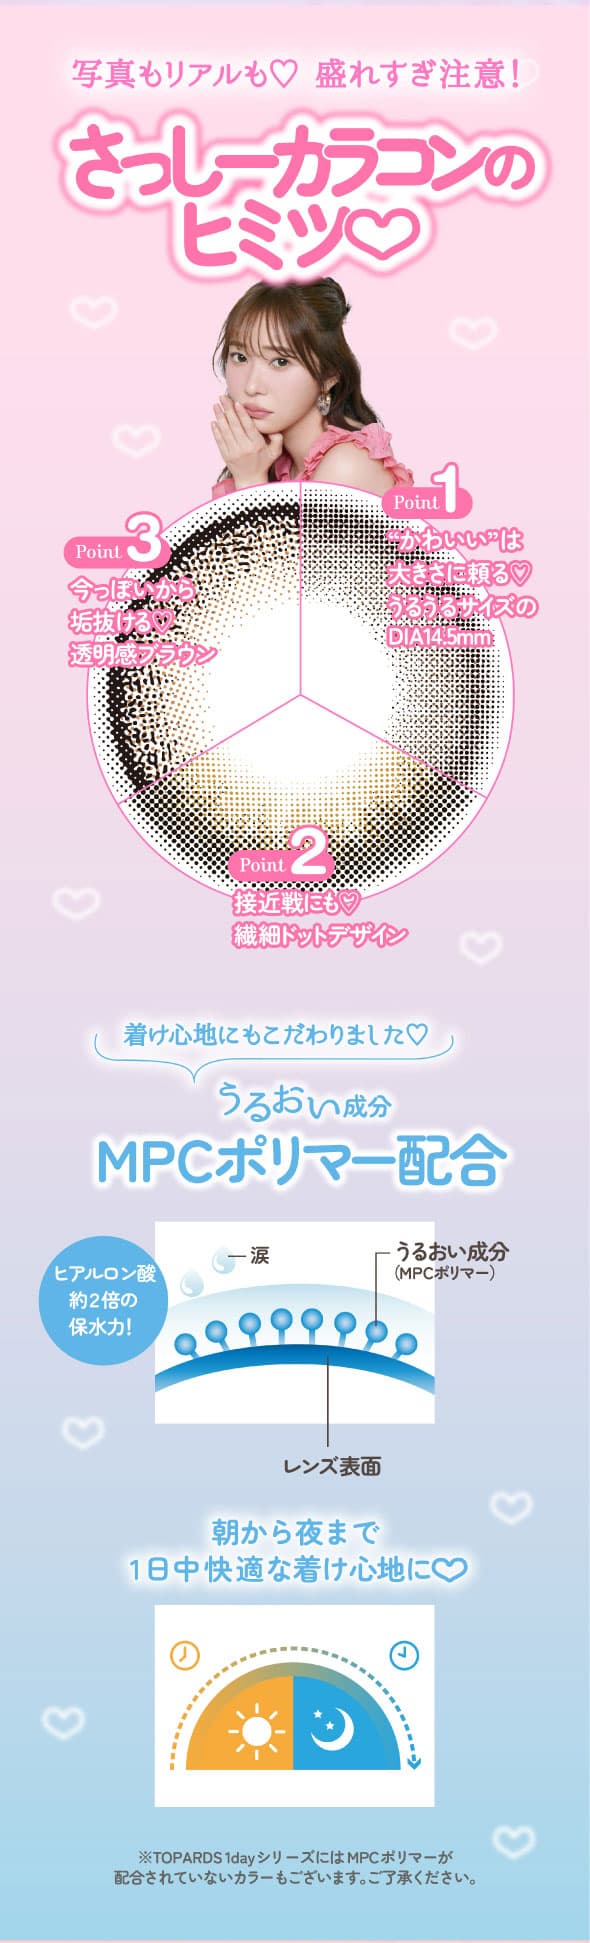 写真もリアルも♡ 盛れすぎ注意!
さっしーカラコンの
ヒミツ♡
Point 1
“かわいい”は
大きさに頼る♡
うるうるサイズの
DIA14.5mm
Point 2
接近戦にも♡
繊細ドットデザイン
Point 3
今っぽいから
垢抜ける♡
透明感ブラウン
着け心地にもこだわりました♡
うるおい成分
MPCポリマー配合
ヒアルロン酸
約2倍の
保水力!
涙
うるおい成分
(MPCポリマー)
レンズ表面
朝から夜まで
1日中快適な着け心地に♡
※TOPARDS 1dayシリーズにはMPCポリマーが
配合されていないカラーもございます。ご了承ください。